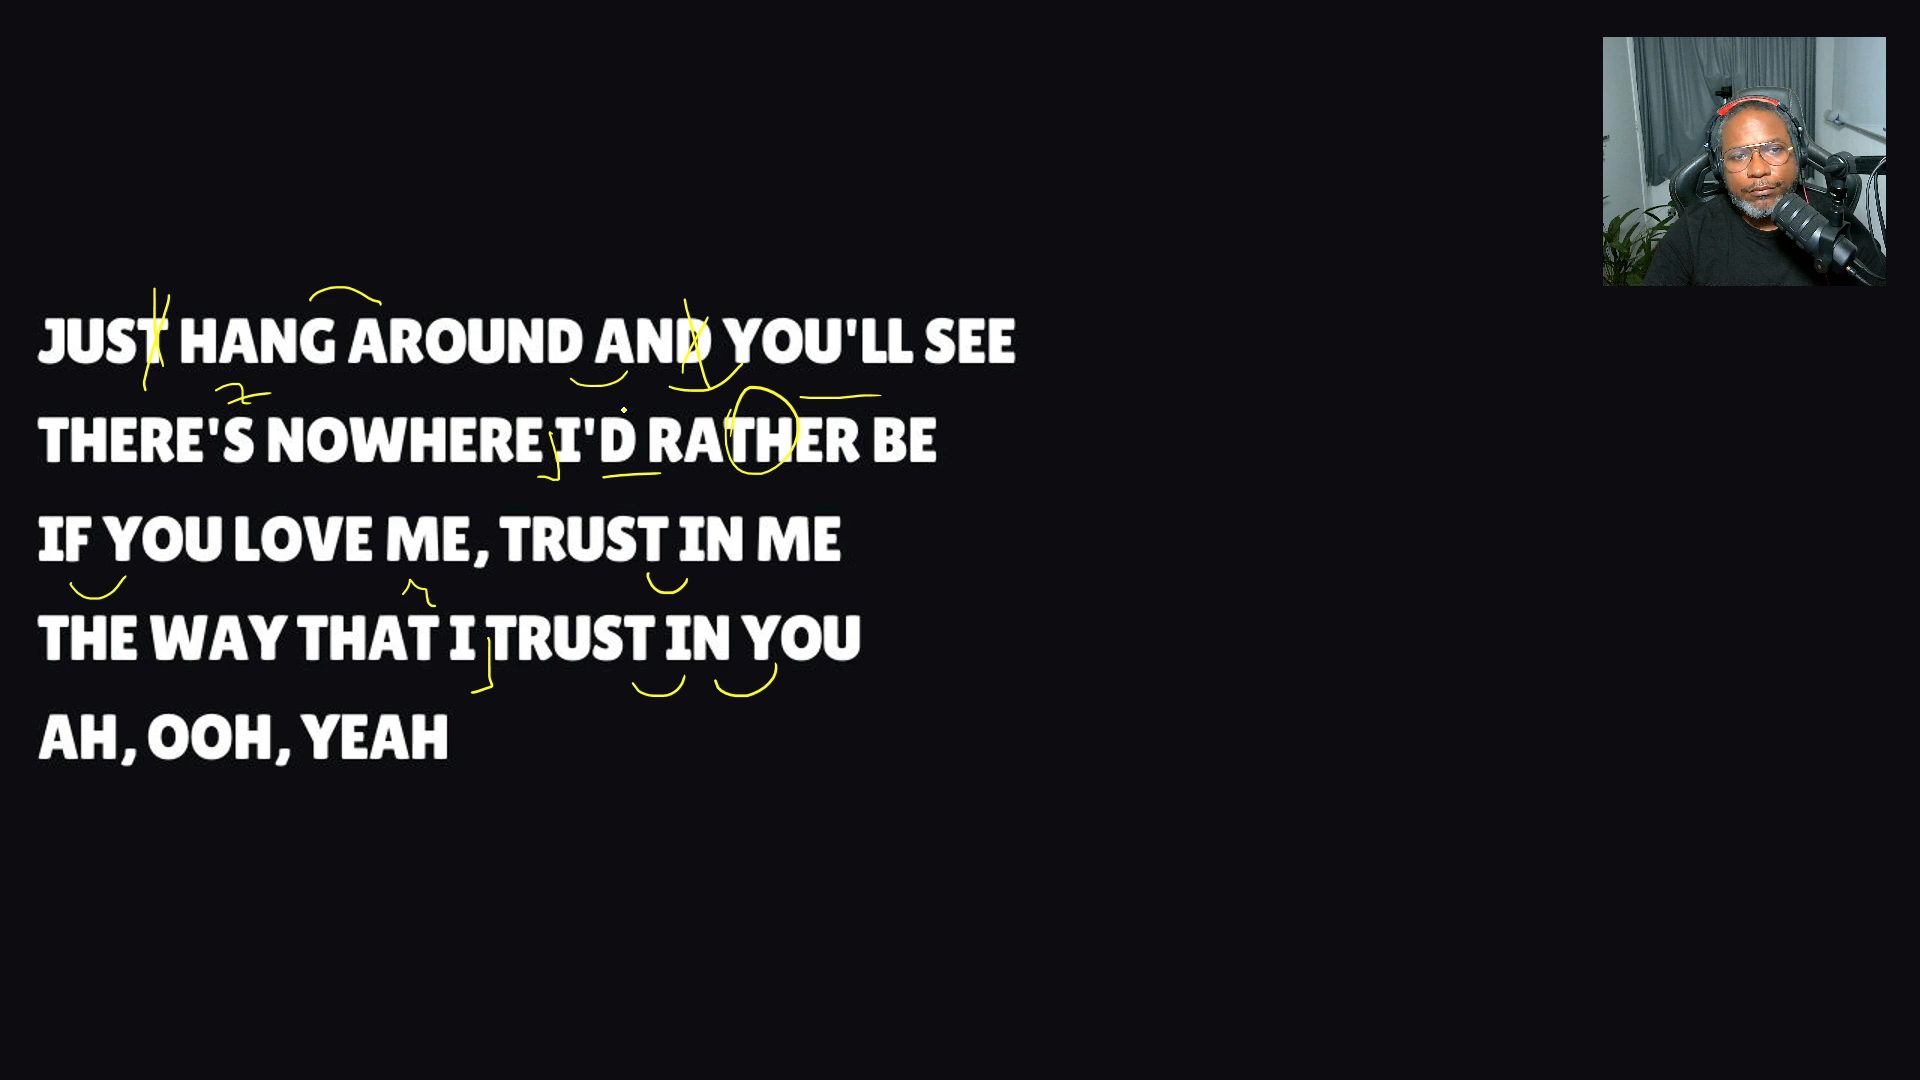 JUST HANG AROUND AND YOU'LL SEE
z
THERE'S NOWHERE I'D RATHER BE
IF YOU LOVE ME, TRUST IN ME
r
THE WAY THAT I TRUST IN YOU
AH, OOH, YEAH